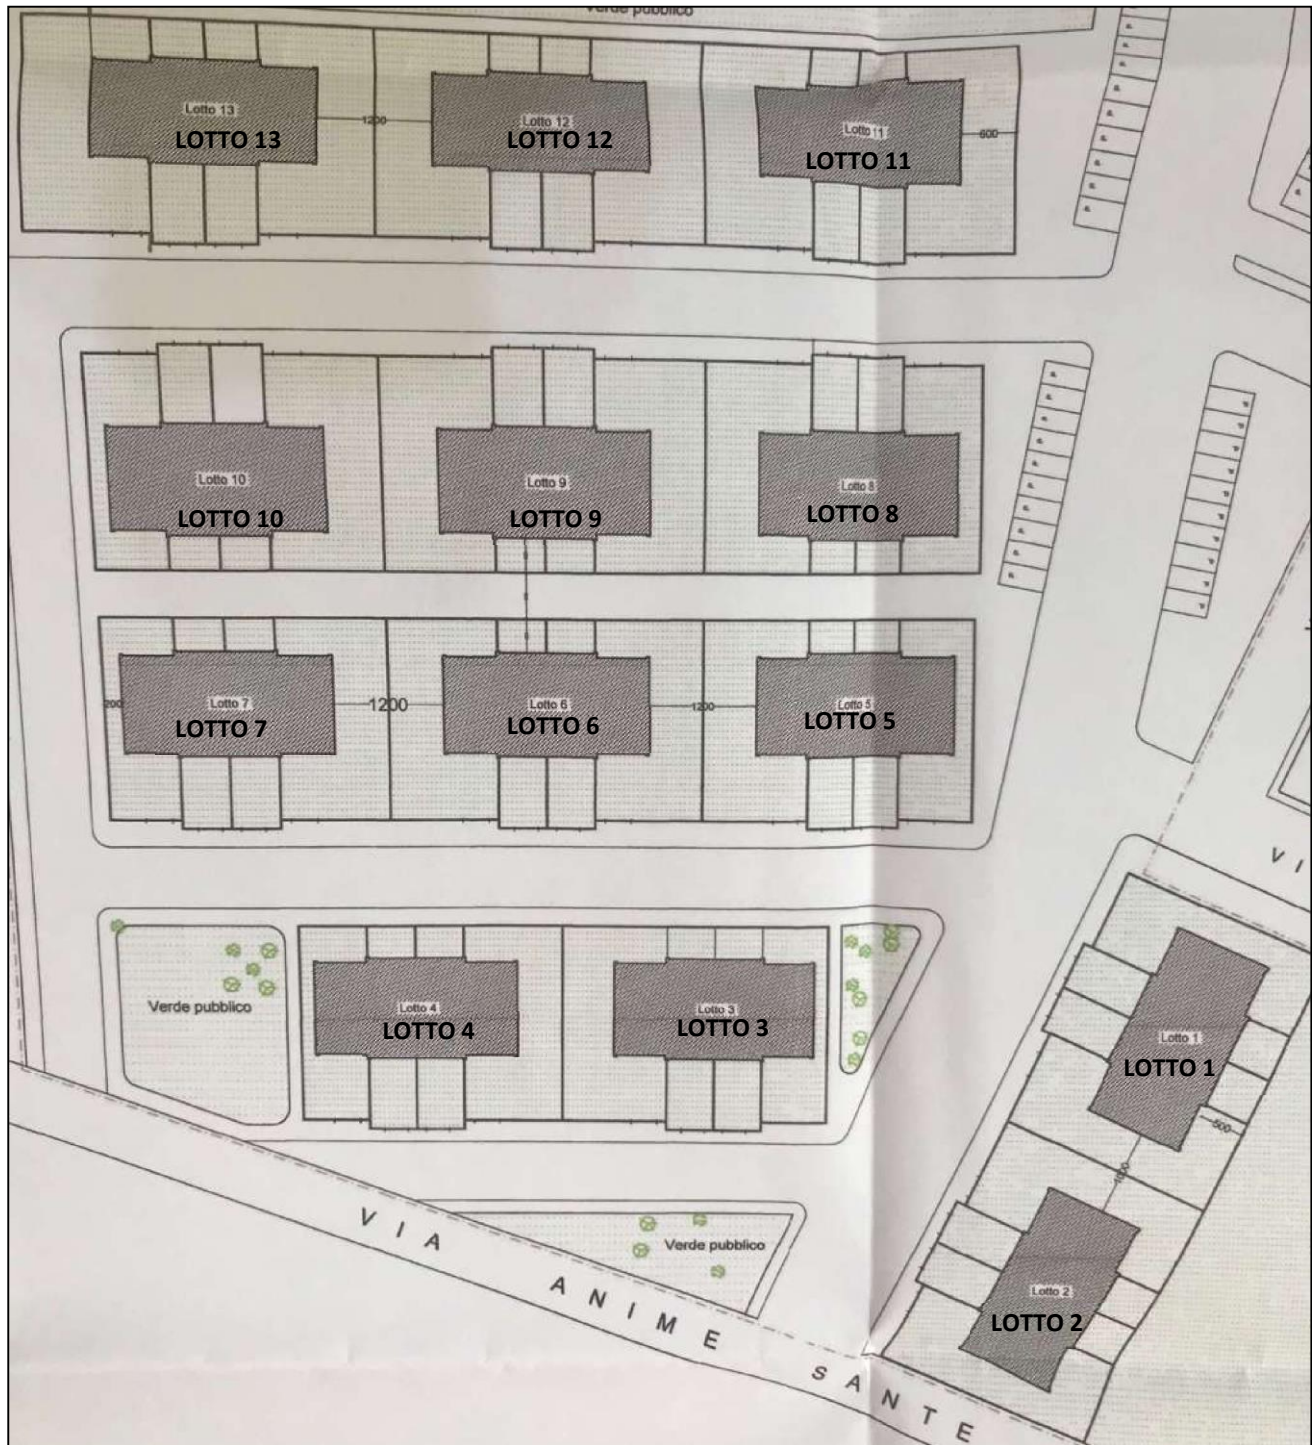 Verde pubblico
Lotto 13
LOTTO 13
1200
Lotto 12
LOTTO 12
Lotto 11
LOTTO 11
600
Lotto 10
LOTTO 10
Lotto 9
LOTTO 9
Lotto 8
LOTTO 8
200
Lotto 7
LOTTO 7
1200
Lotto 6
LOTTO 6
1200
Lotto 5
LOTTO 5
VI
Verde pubblico
Lotto 4
LOTTO 4
Lotto 3
LOTTO 3
Lotto 1
LOTTO 1
500
Verde pubblico
Lotto 2
LOTTO 2
VIA ANIME SANTE